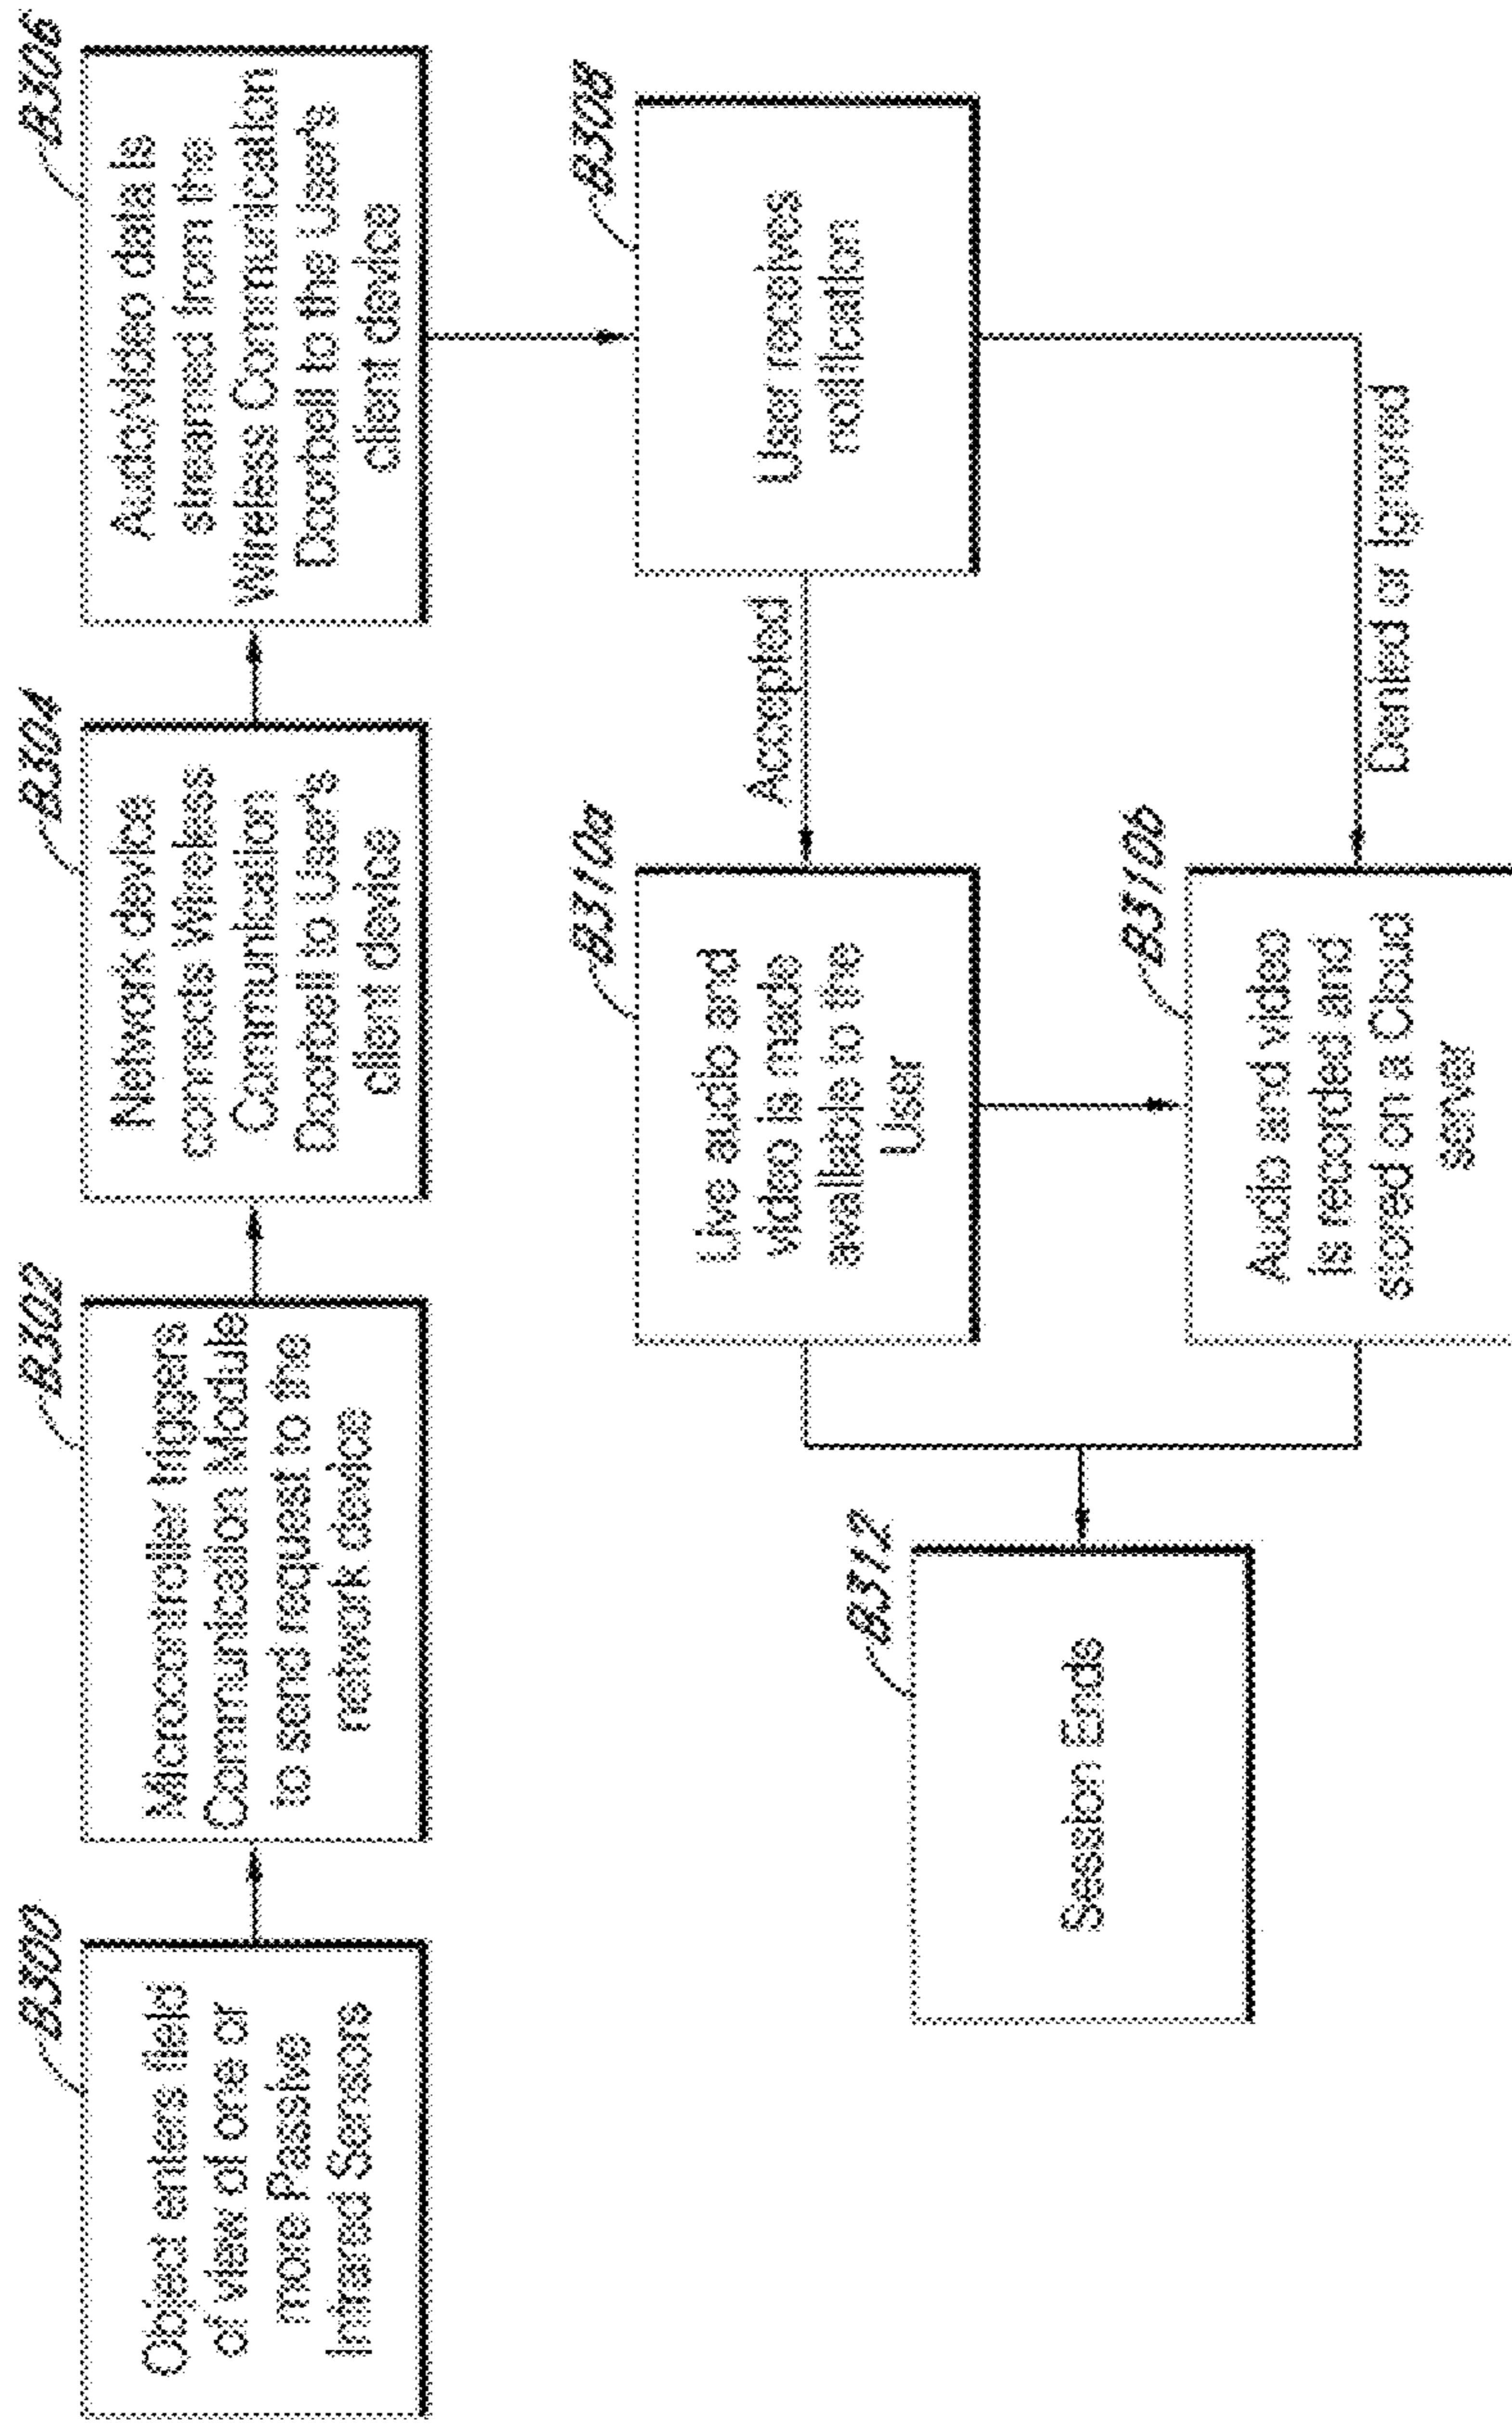 B300
Object enters field
of view of one or
more Passive
Infrared Sensors
B302
Microcontroller triggers
Communication Module
to send request to the
network device
B304
Network device
connects Wireless
Communication
Doorbell to User's
client device
B306
Audio/video data is
streamed from the
Wireless Communication
Doorbell to the User's
client device
B308
User receives
notification
Accepted
Denied or Ignored
B310a
Live audio and
video is made
available to the
User
B310b
Audio and video
is recorded and
stored on a Cloud
server
B312
Session Ends